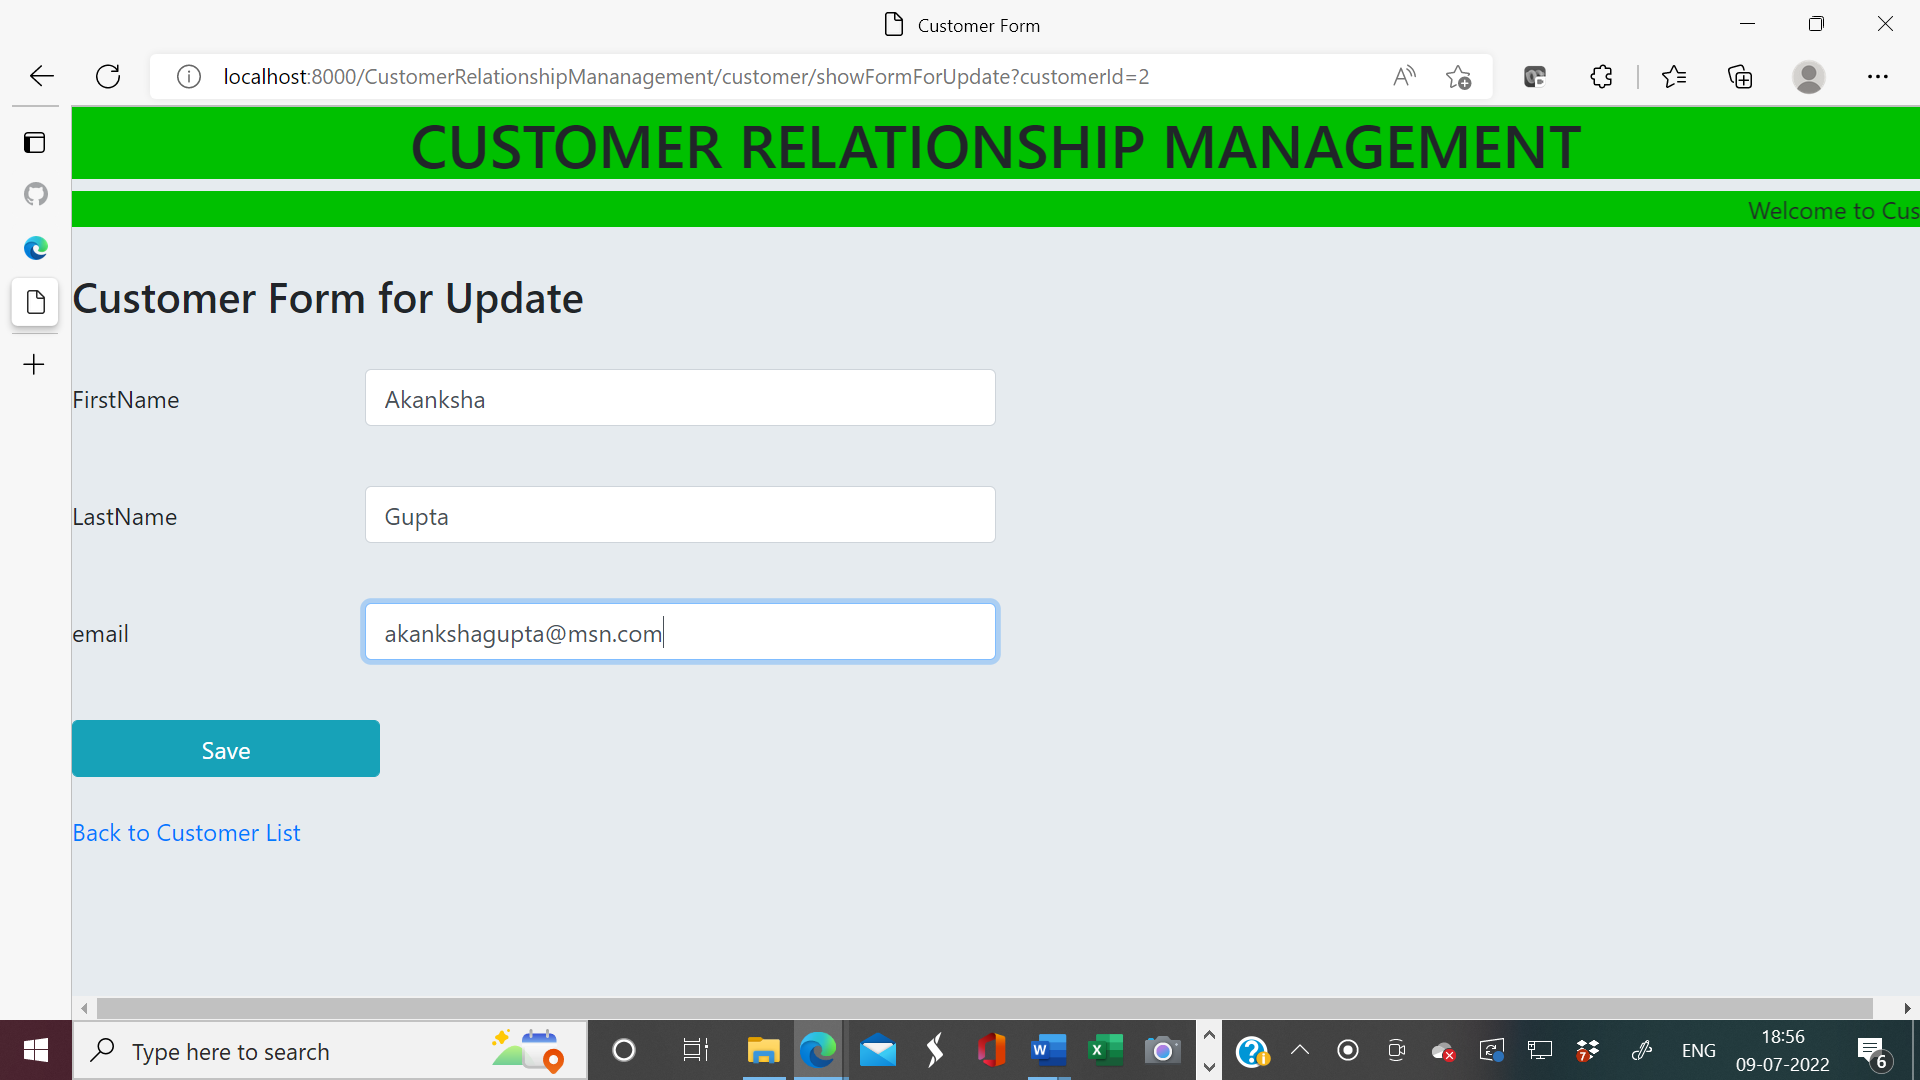 Customer Form
localhost:8000/CustomerRelationshipMananagement/customer/showFormForUpdate?customerId=2
CUSTOMER RELATIONSHIP MANAGEMENT
Welcome to Cus
Customer Form for Update
FirstName
Akanksha
LastName
Gupta
email
akankshagupta@msn.com
Save
Back to Customer List
Type here to search
ENG
18:56
09-07-2022
6